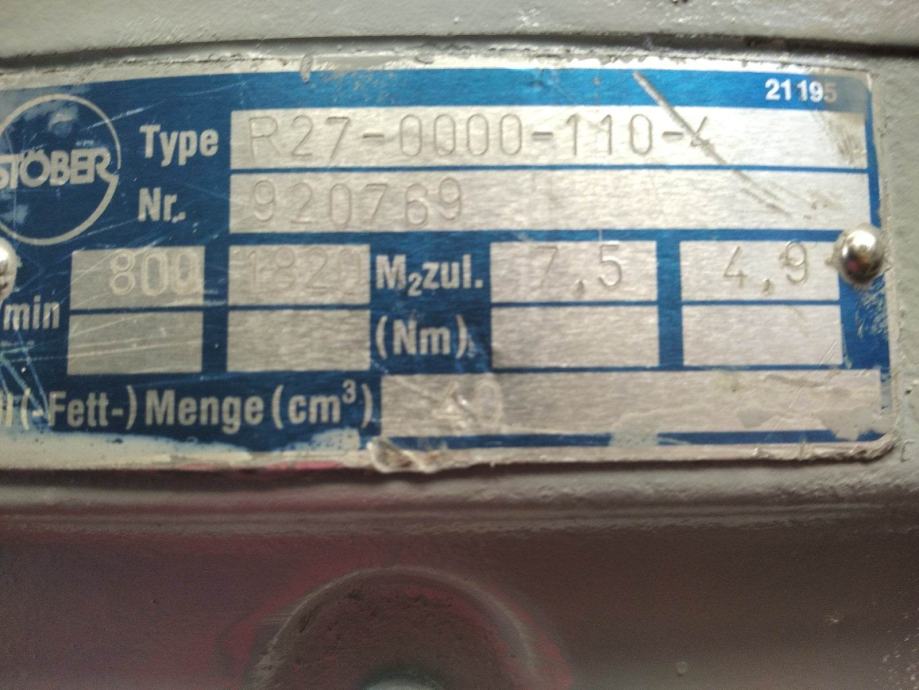 21195
STÖBER
Type R27-0000-110-4
Nr. 920769
800 1820 M₂zul. 7,5 4,9
min (Nm)
(-Fett-) Menge (cm³) 40